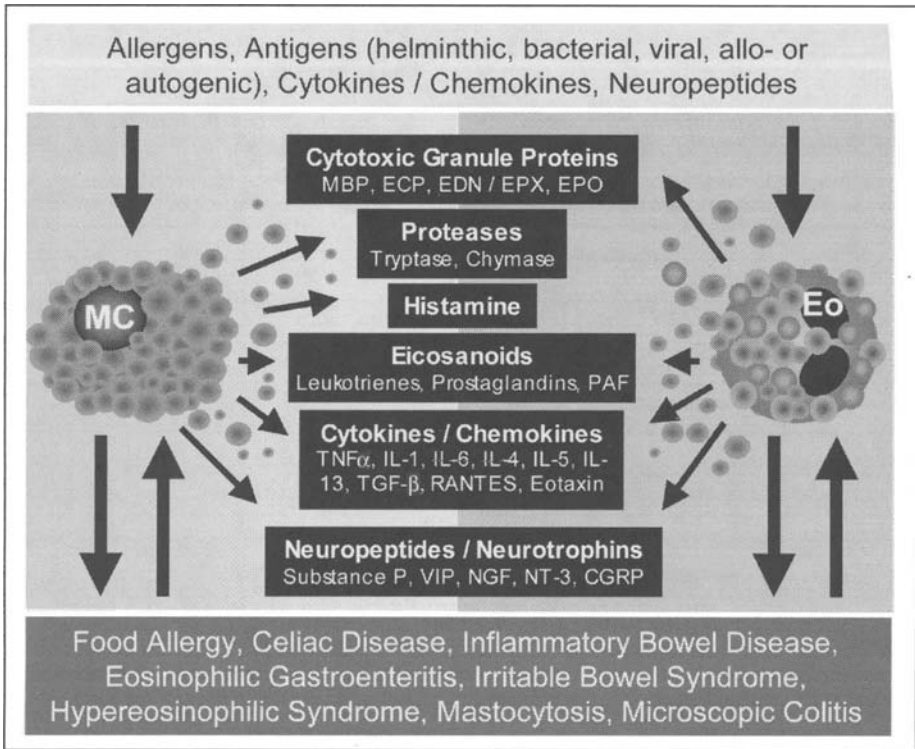 Allergens, Antigens (helminthic, bacterial, viral, allo- or
autogenic), Cytokines / Chemokines, Neuropeptides
Cytotoxic Granule Proteins
MBP, ECP, EDN / EPX, EPO
Proteases
Tryptase, Chymase
MC
Histamine
Eo
Eicosanoids
Leukotrienes, Prostaglandins, PAF
Cytokines / Chemokines
TNFα, IL-1, IL-6, IL-4, IL-5, IL-
13, TGF-β, RANTES, Eotaxin
Neuropeptides / Neurotrophins
Substance P, VIP, NGF, NT-3, CGRP
Food Allergy, Celiac Disease, Inflammatory Bowel Disease,
Eosinophilic Gastroenteritis, Irritable Bowel Syndrome,
Hypereosinophilic Syndrome, Mastocytosis, Microscopic Colitis